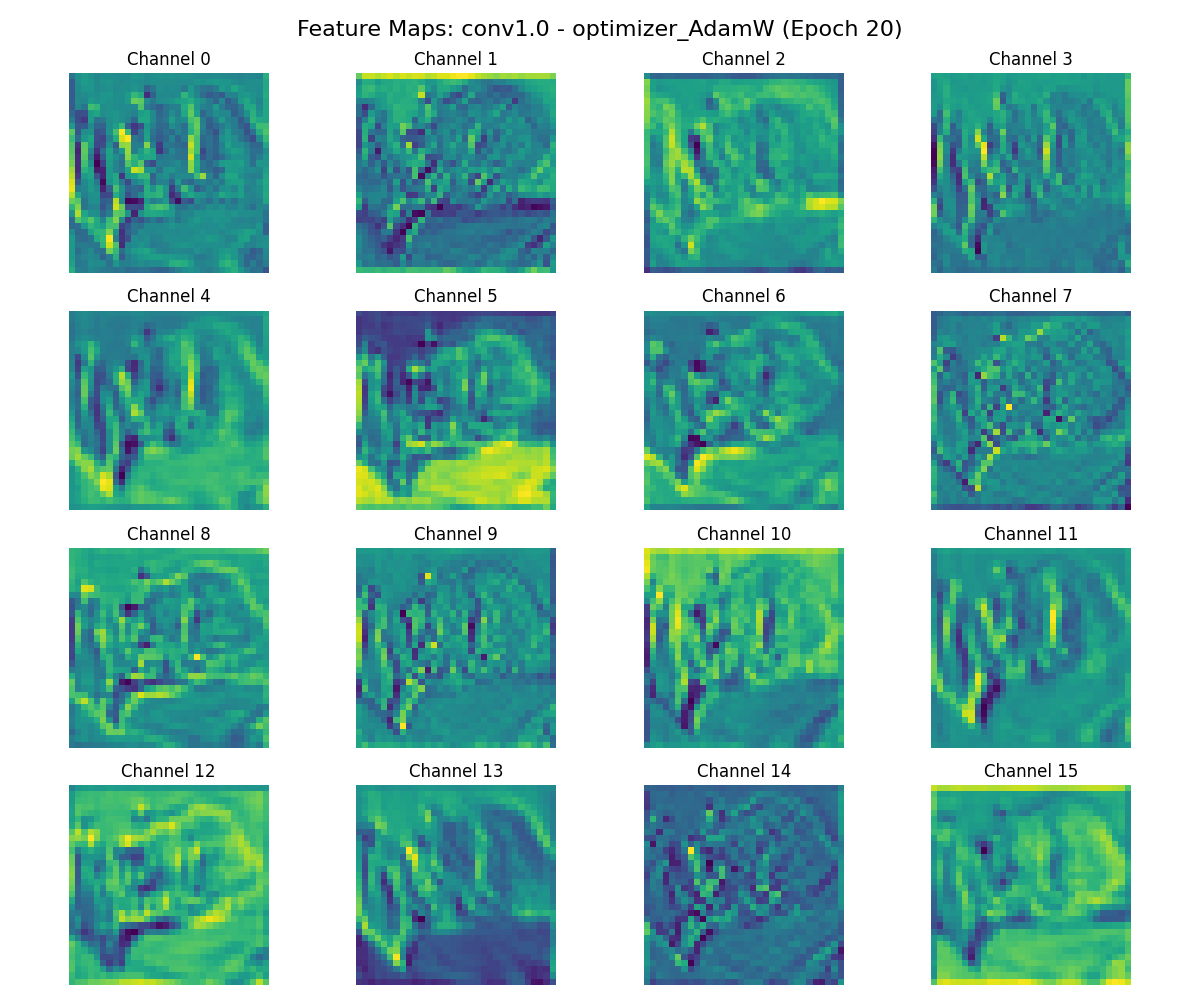 Feature Maps: conv1.0 - optimizer_AdamW (Epoch 20)
Channel 0
Channel 1
Channel 2
Channel 3
Channel 4
Channel 5
Channel 6
Channel 7
Channel 8
Channel 9
Channel 10
Channel 11
Channel 12
Channel 13
Channel 14
Channel 15